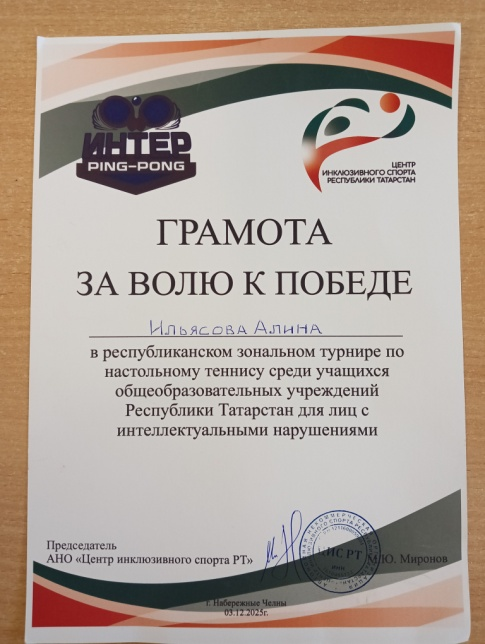 ИНТЕР
PING-PONG
ЦЕНТР
ИНКЛЮЗИВНОГО СПОРТА
РЕСПУБЛИКИ ТАТАРСТАН
ГРАМОТА
ЗА ВОЛЮ К ПОБЕДЕ
Ильясова Алина
в республиканском зональном турнире по
настольному теннису среди учащихся
общеобразовательных учреждений
Республики Татарстан для лиц с
интеллектуальными нарушениями
Председатель
АНО «Центр инклюзивного спорта РТ»
Ю. Миронов
г. Набережные Челны
03.12.2025г.